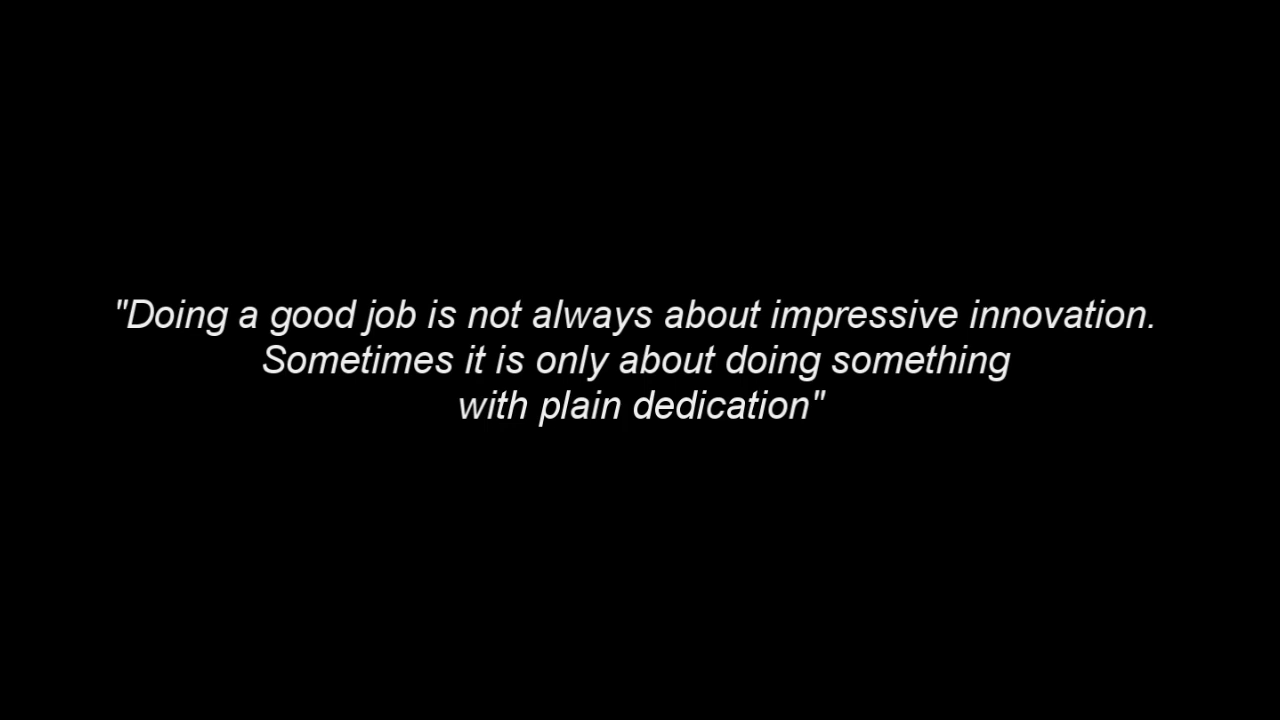 "Doing a good job is not always about impressive innovation.
Sometimes it is only about doing something
with plain dedication"